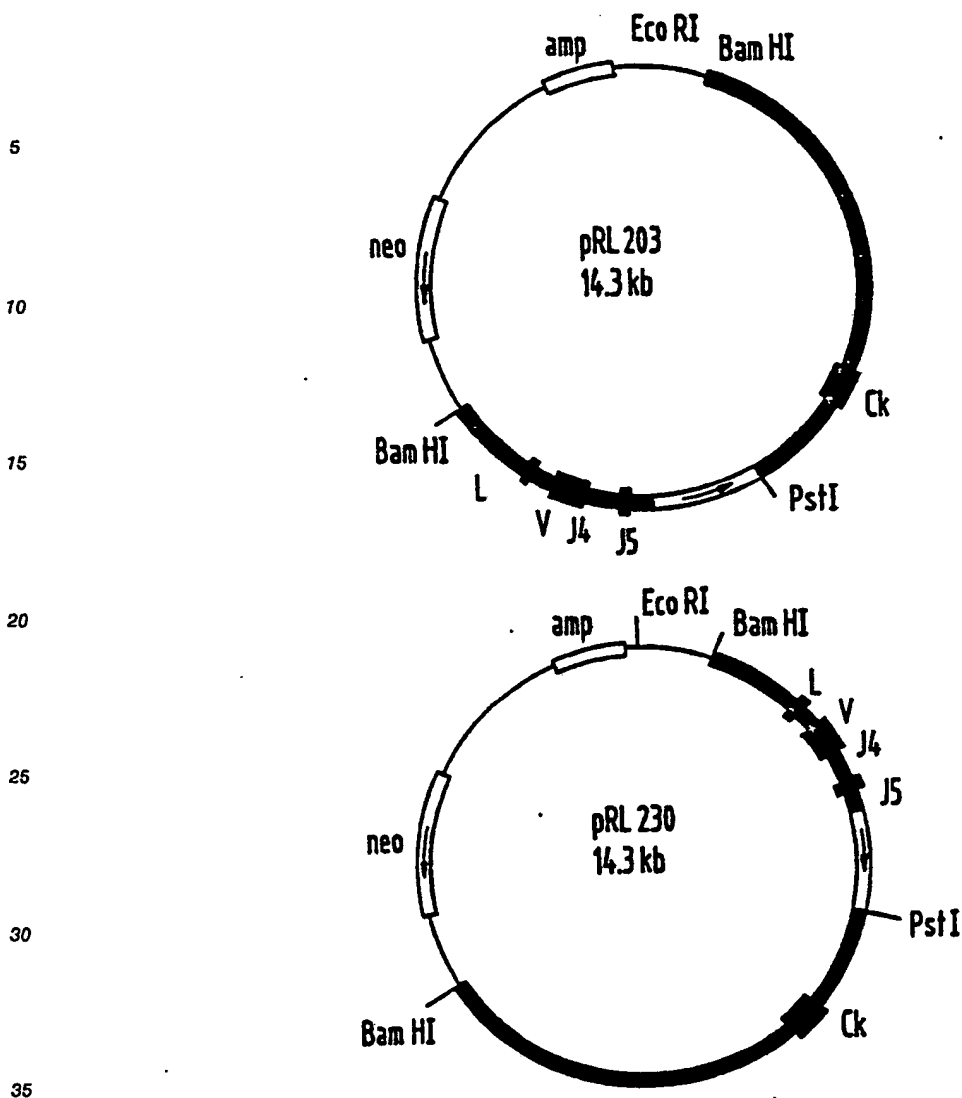 Eco RI
amp
Bam HI
5
neo
pRL 203
14.3 kb
10
Ck
Bam HI
15
L
PstI
V
J4
J5
20
Eco RI
amp
Bam HI
L
V
J4
25
J5
pRL 230
neo
14.3 kb
Pst I
30
Ck
Bam HI
35